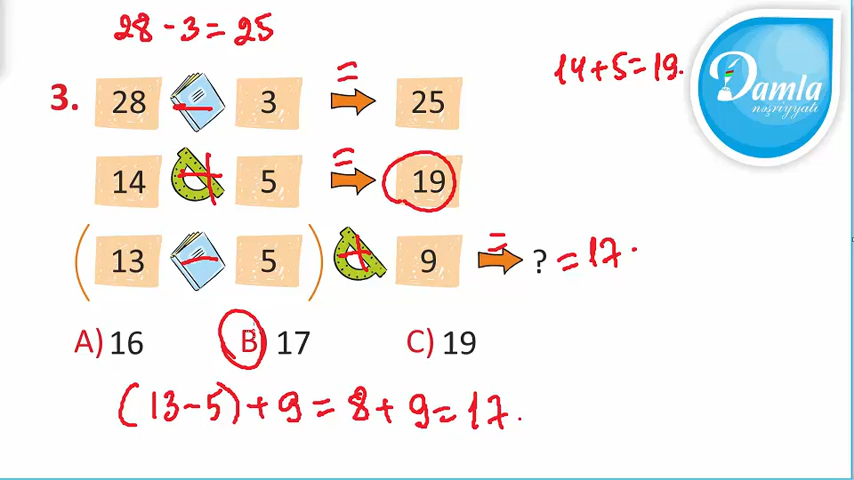 28 - 3 = 25
14 + 5 = 19.
Damla
nəşriyyatı
3. 28 - 3 = 25
14 + 5 = 19
(13 - 5) + 9 = ? = 17.
A) 16 B) 17 C) 19
(13 - 5) + 9 = 8 + 9 = 17.